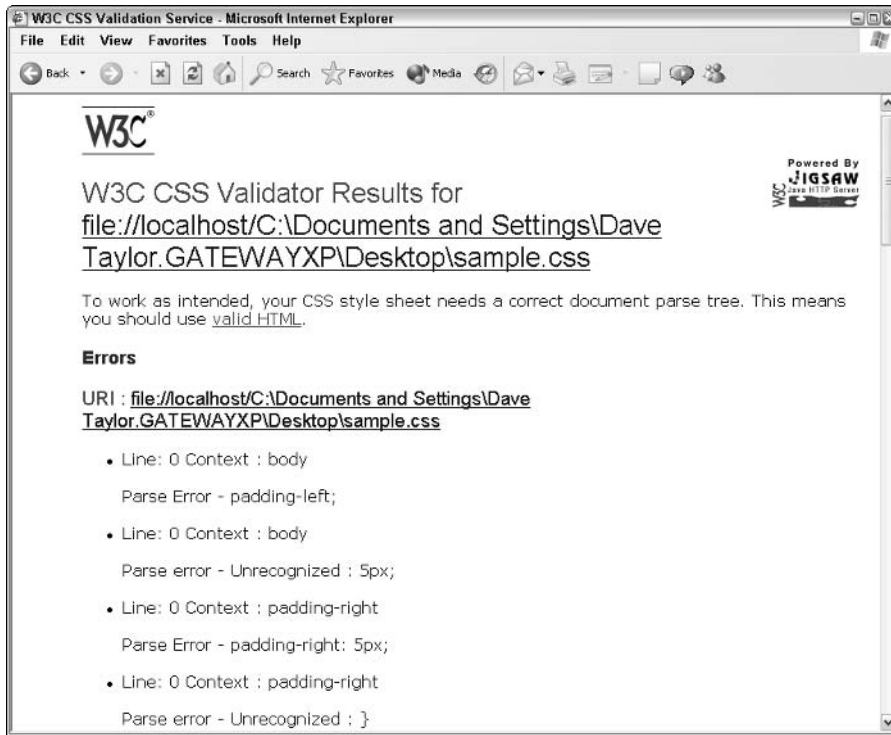 W3C CSS Validation Service - Microsoft Internet Explorer
File Edit View Favorites Tools Help
Back Search Favorites Media
W3C®
Powered By
JIGSAW
W3C Java HTTP Server
W3C CSS Validator Results for
file://localhost/C:\Documents and Settings\Dave
Taylor.GATEWAYXP\Desktop\sample.css
To work as intended, your CSS style sheet needs a correct document parse tree. This means
you should use valid HTML.
Errors
URI : file://localhost/C:\Documents and Settings\Dave
Taylor.GATEWAYXP\Desktop\sample.css
• Line: 0 Context : body
Parse Error - padding-left;
• Line: 0 Context : body
Parse error - Unrecognized : 5px;
• Line: 0 Context : padding-right
Parse Error - padding-right: 5px;
• Line: 0 Context : padding-right
Parse error - Unrecognized : }